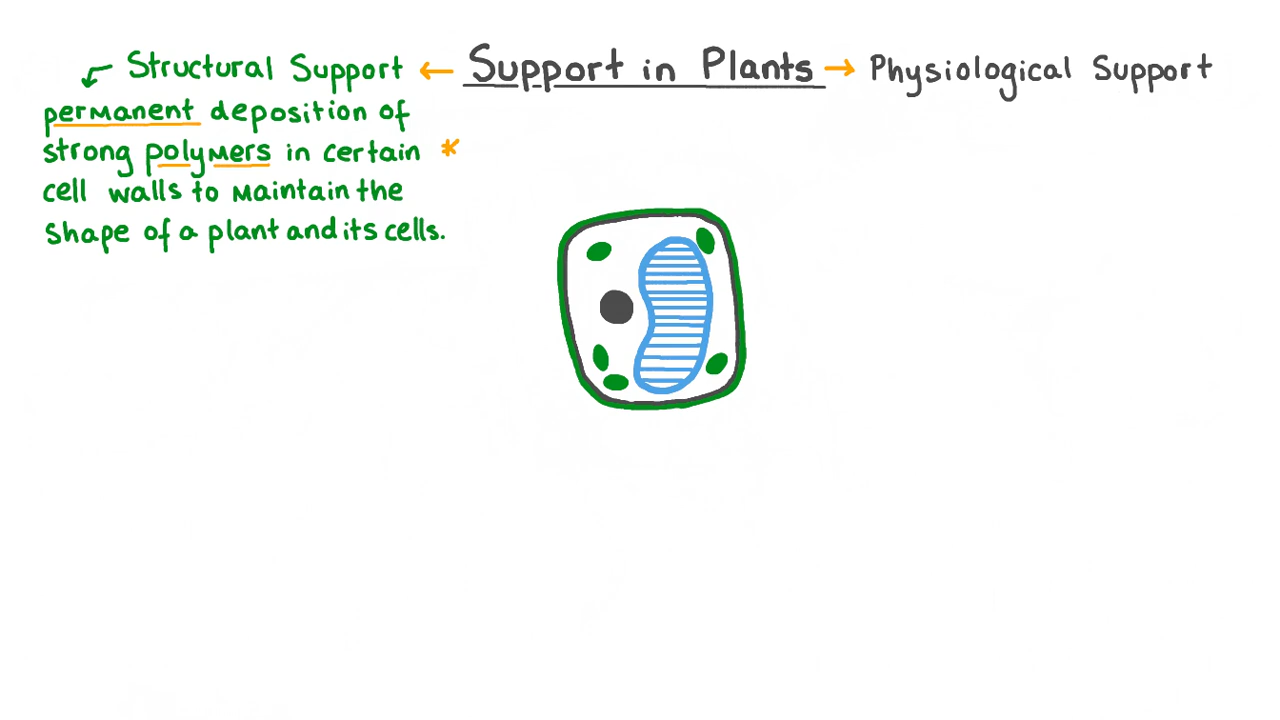 Structural Support ← Support in Plants → Physiological Support
permanent deposition of
strong polymers in certain *
cell walls to maintain the
shape of a plant and its cells.